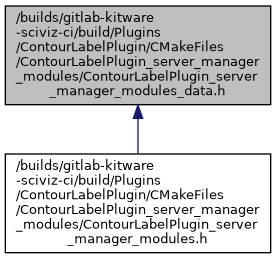 /builds/gitlab-kitware
-sciviz-ci/build/Plugins
/ContourLabelPlugin/CMakeFiles
/ContourLabelPlugin_server_manager
_modules/ContourLabelPlugin_server
_manager_modules_data.h
/builds/gitlab-kitware
-sciviz-ci/build/Plugins
/ContourLabelPlugin/CMakeFiles
/ContourLabelPlugin_server_manager
_modules/ContourLabelPlugin_server
_manager_modules.h